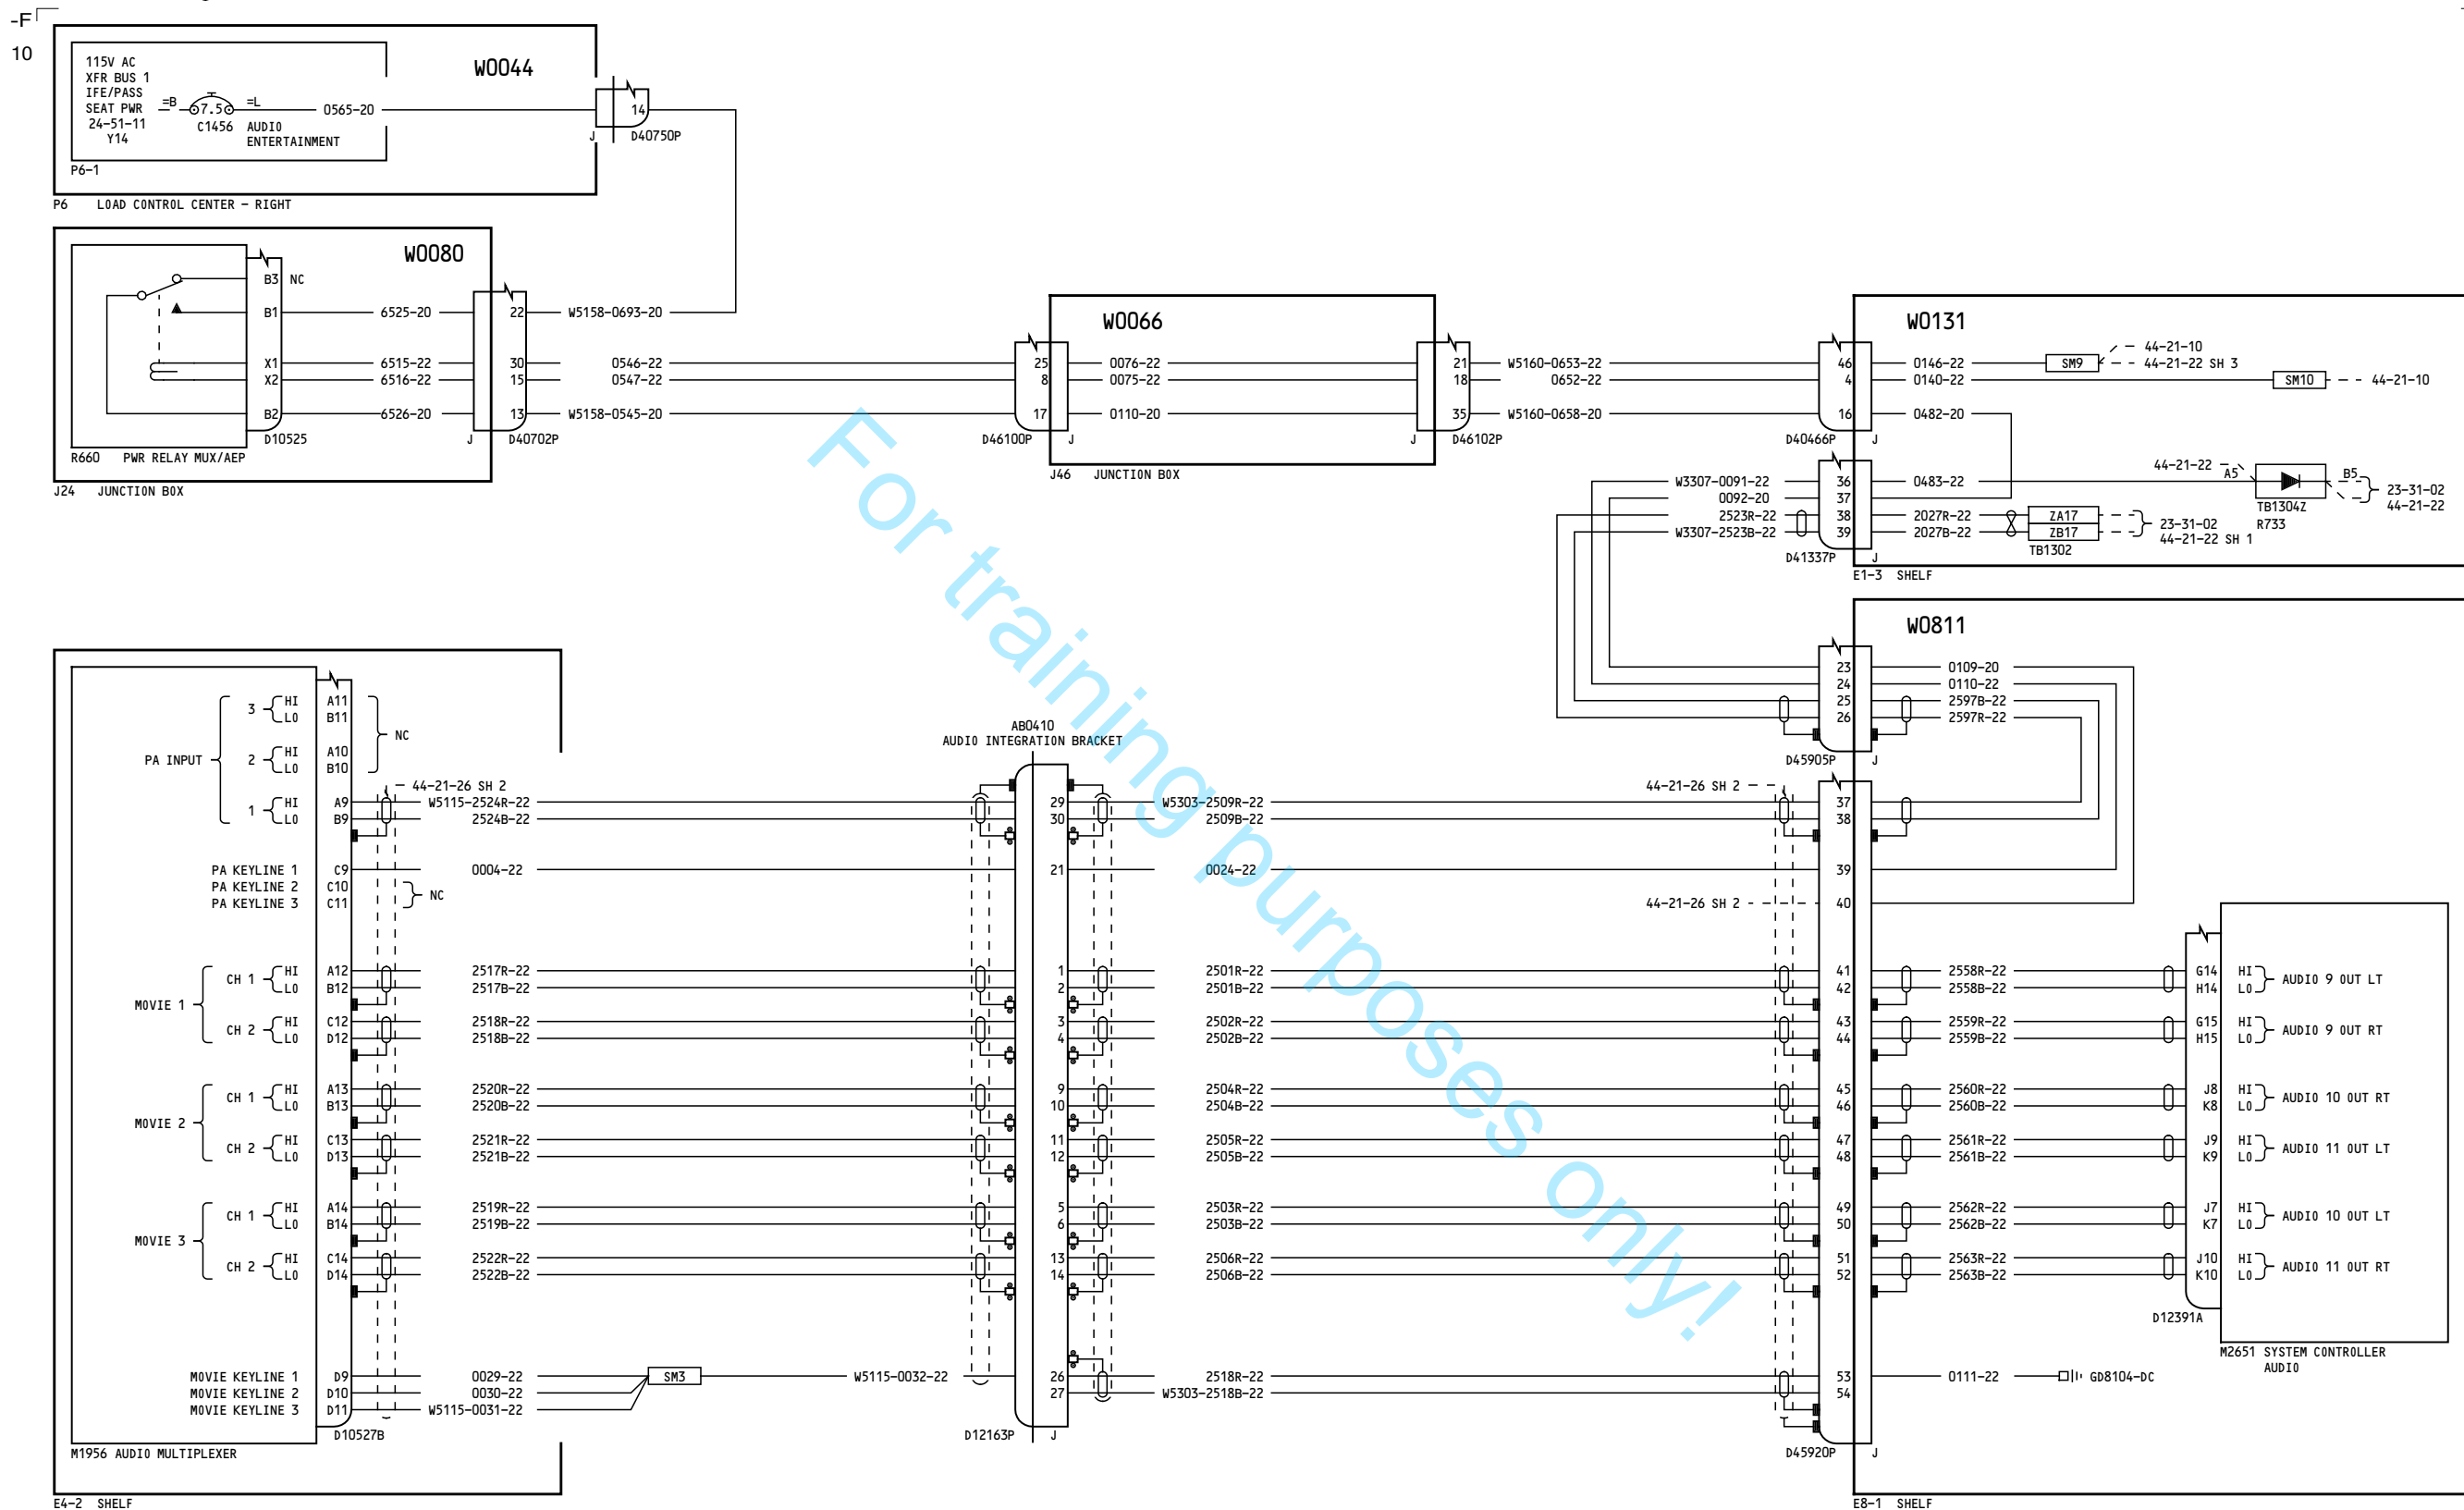 -F
10
115V AC
XFR BUS 1
IFE/PASS
SEAT PWR
24-51-11
Y14
=B
7.5
=L
C1456
AUDIO
ENTERTAINMENT
0565-20
W0044
14
J
D40750P
P6-1
P6 LOAD CONTROL CENTER - RIGHT
W0080
B3 NC
B1 6525-20 22 W5158-0693-20
X1 6515-22 30 0546-22
X2 6516-22 15 0547-22
B2 6526-20 13 W5158-0545-20
D10525
J
D40702P
R660 PWR RELAY MUX/AEP
J24 JUNCTION BOX
W0066
25 0076-22 21 W5160-0653-22
8 0075-22 18 0652-22
17 0110-20 35 W5160-0658-20
D46100P
J
J
D46102P
J46 JUNCTION BOX
W0131
46 0146-22 SM9
44-21-10
44-21-22 SH 3
4 0140-22 SM10 44-21-10
16 0482-20
D40466P
J
W3307-0091-22 36 0483-22
0092-20 37
2523R-22 38 2027R-22 ZA17
W3307-2523B-22 39 2027B-22 ZB17
TB1302
23-31-02
44-21-22 SH 1
44-21-22
A5
B5
TB1304Z
R733
23-31-02
44-21-22
D41337P
J
E1-3 SHELF
W0811
23 0109-20
24 0110-22
25 2597B-22
26 2597R-22
D45905P
J
AB0410
AUDIO INTEGRATION BRACKET
PA INPUT
3 HI A11
LO B11
2 HI A10
LO B10
NC
1 HI A9
LO B9
44-21-26 SH 2
W5115-2524R-22 29 W5303-2509R-22 37
2524B-22 30 2509B-22 38
44-21-26 SH 2
PA KEYLINE 1 C9 0004-22 21 0024-22 39
PA KEYLINE 2 C10
PA KEYLINE 3 C11
NC
44-21-26 SH 2 40
MOVIE 1
CH 1 HI A12 2517R-22 1 2501R-22 41 2558R-22 G14 HI
LO B12 2517B-22 2 2501B-22 42 2558B-22 H14 LO
AUDIO 9 OUT LT
CH 2 HI C12 2518R-22 3 2502R-22 43 2559R-22 G15 HI
LO D12 2518B-22 4 2502B-22 44 2559B-22 H15 LO
AUDIO 9 OUT RT
MOVIE 2
CH 1 HI A13 2520R-22 9 2504R-22 45 2560R-22 J8 HI
LO B13 2520B-22 10 2504B-22 46 2560B-22 K8 LO
AUDIO 10 OUT RT
CH 2 HI C13 2521R-22 11 2505R-22 47 2561R-22 J9 HI
LO D13 2521B-22 12 2505B-22 48 2561B-22 K9 LO
AUDIO 11 OUT LT
MOVIE 3
CH 1 HI A14 2519R-22 5 2503R-22 49 2562R-22 J7 HI
LO B14 2519B-22 6 2503B-22 50 2562B-22 K7 LO
AUDIO 10 OUT LT
CH 2 HI C14 2522R-22 13 2506R-22 51 2563R-22 J10 HI
LO D14 2522B-22 14 2506B-22 52 2563B-22 K10 LO
AUDIO 11 OUT RT
D12391A
M2651 SYSTEM CONTROLLER
AUDIO
MOVIE KEYLINE 1 D9 0029-22 SM3 W5115-0032-22 26 2518R-22 53 0111-22 GD8104-DC
MOVIE KEYLINE 2 D10 0030-22 27 W5303-2518B-22 54
MOVIE KEYLINE 3 D11 W5115-0031-22
D10527B
D12163P
J
D45920P
J
M1956 AUDIO MULTIPLEXER
E4-2 SHELF
E8-1 SHELF
For training purposes only!